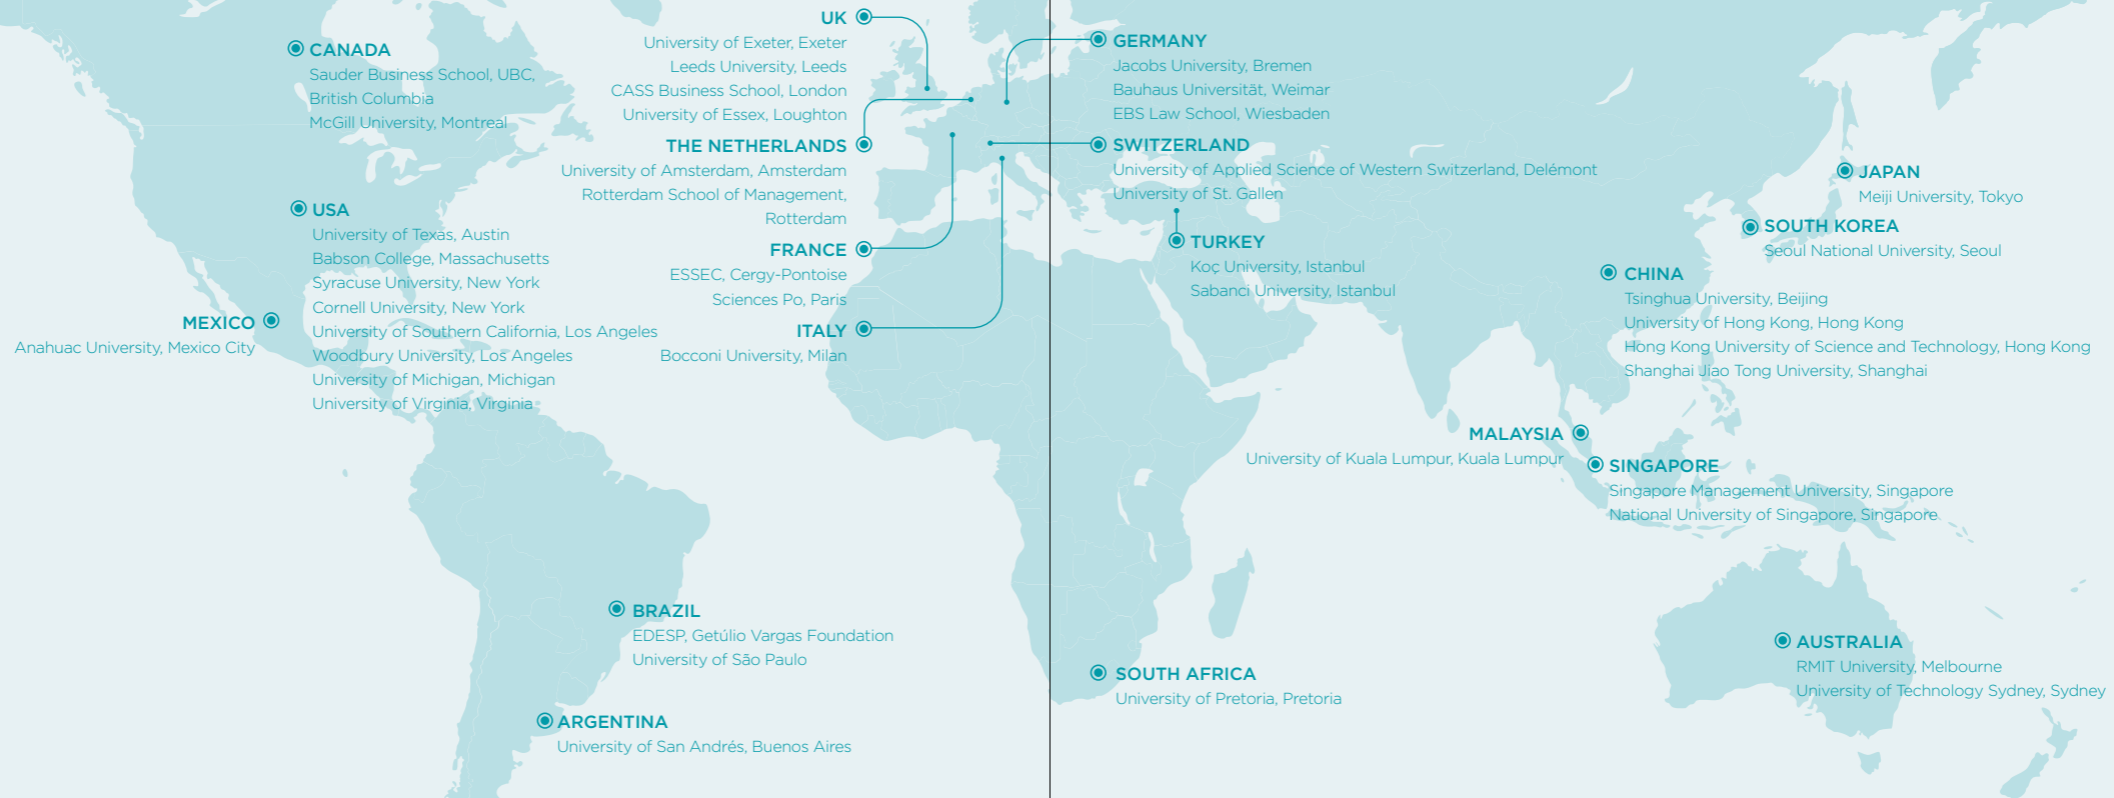 CANADA
Sauder Business School, UBC,
British Columbia
McGill University, Montreal
USA
University of Texas, Austin
Babson College, Massachusetts
Syracuse University, New York
Cornell University, New York
University of Southern California, Los Angeles
Woodbury University, Los Angeles
University of Michigan, Michigan
University of Virginia, Virginia
MEXICO
Anahuac University, Mexico City
UK
University of Exeter, Exeter
Leeds University, Leeds
CASS Business School, London
University of Essex, Loughton
THE NETHERLANDS
University of Amsterdam, Amsterdam
Rotterdam School of Management,
Rotterdam
FRANCE
ESSEC, Cergy-Pontoise
Sciences Po, Paris
ITALY
Bocconi University, Milan
BRAZIL
EDESP, Getúlio Vargas Foundation
University of São Paulo
ARGENTINA
University of San Andrés, Buenos Aires
GERMANY
Jacobs University, Bremen
Bauhaus Universität, Weimar
EBS Law School, Wiesbaden
SWITZERLAND
University of Applied Science of Western Switzerland, Delémont
University of St. Gallen
TURKEY
Koç University, Istanbul
Sabanci University, Istanbul
JAPAN
Meiji University, Tokyo
SOUTH KOREA
Seoul National University, Seoul
CHINA
Tsinghua University, Beijing
University of Hong Kong, Hong Kong
Hong Kong University of Science and Technology, Hong Kong
Shanghai Jiao Tong University, Shanghai
MALAYSIA
University of Kuala Lumpur, Kuala Lumpur
SINGAPORE
Singapore Management University, Singapore
National University of Singapore, Singapore
SOUTH AFRICA
University of Pretoria, Pretoria
AUSTRALIA
RMIT University, Melbourne
University of Technology Sydney, Sydney